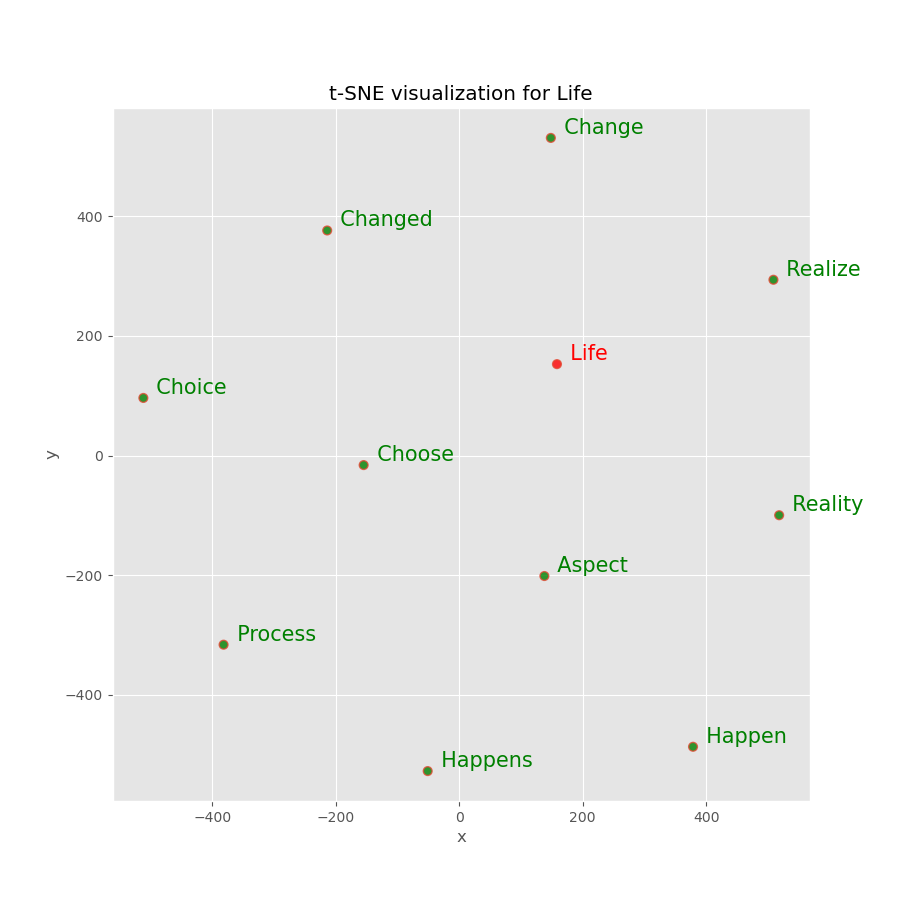 t-SNE visualization for Life
Change
400
Changed
Realize
200
Life
Choice
0
Choose
y
Reality
−200
Aspect
Process
−400
Happen
Happens
−400
−200
0
200
400
x